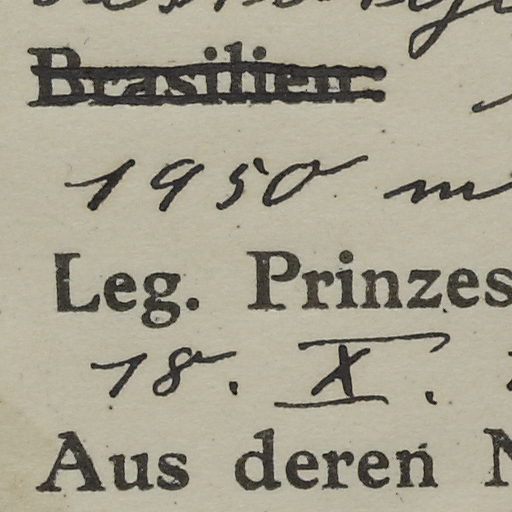 Brasilien:
1950 m
Leg. Prinzes
18. X.
Aus deren N